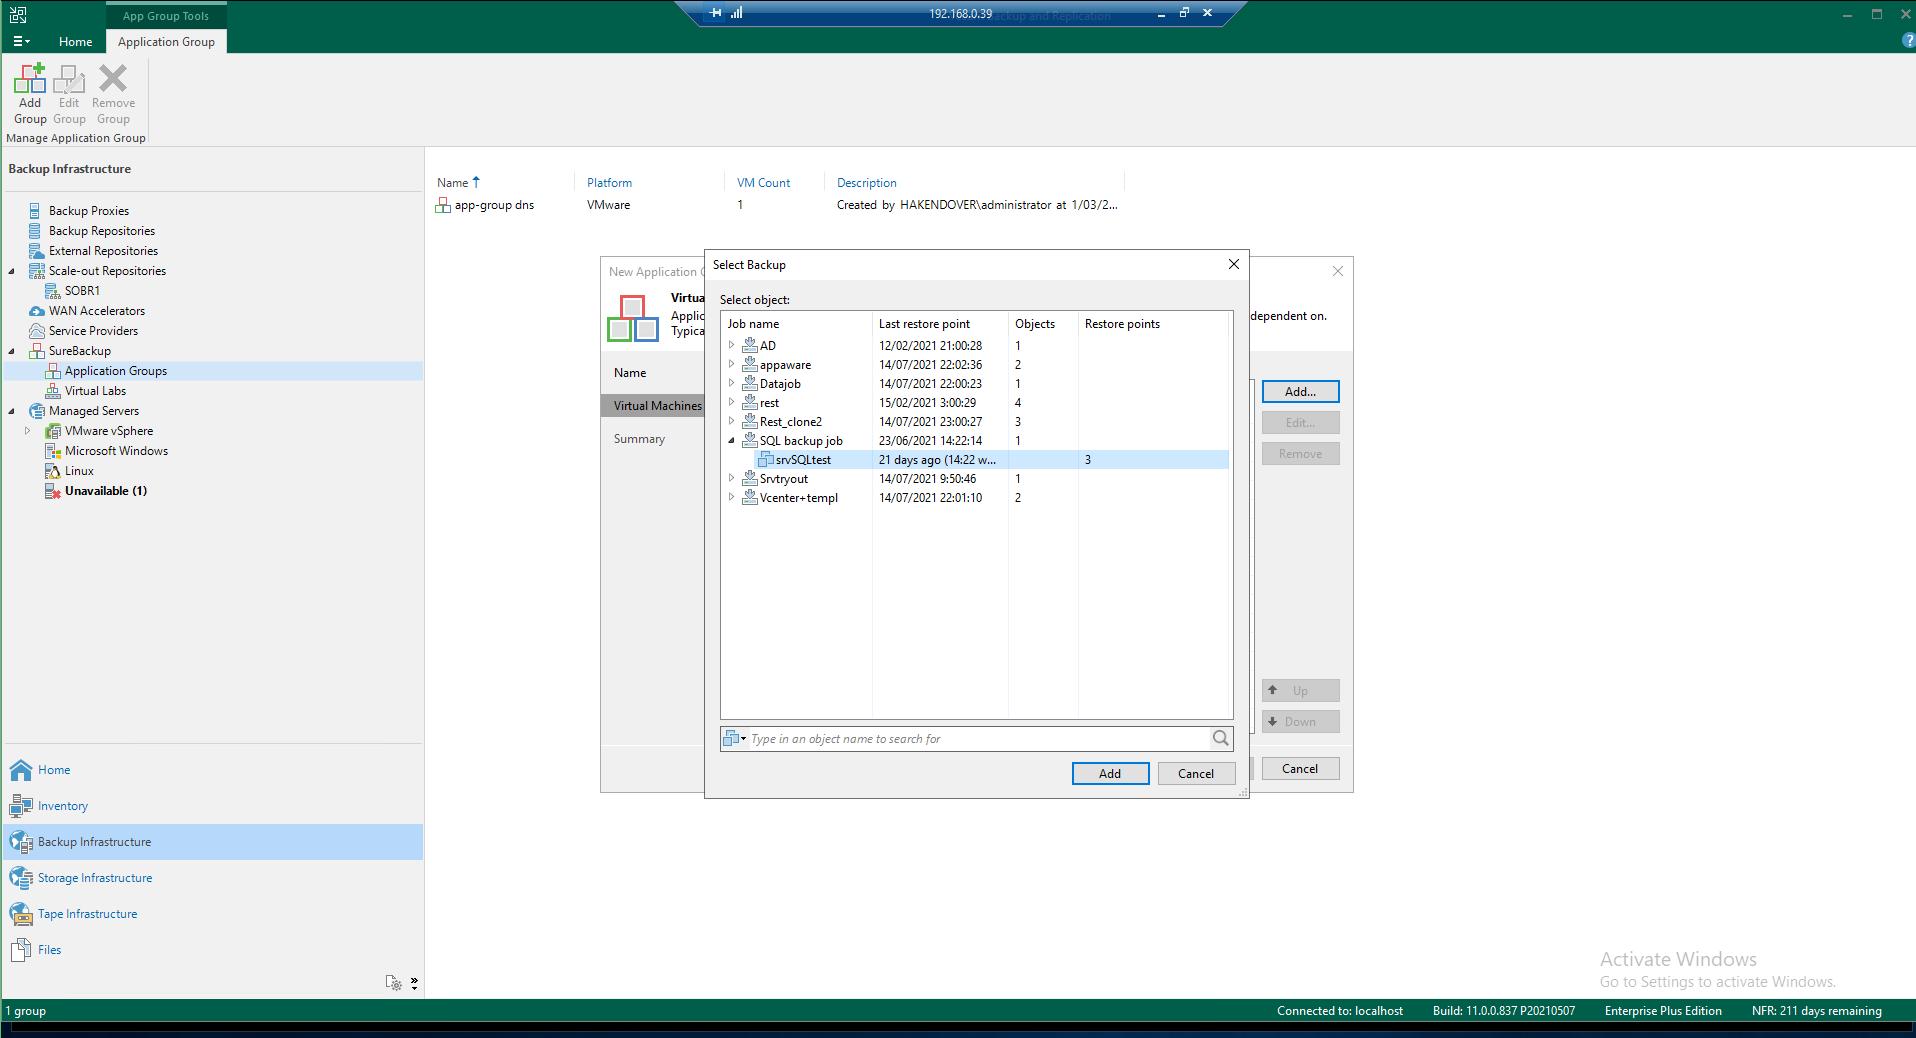 App Group Tools
192.168.0.39
ackup and Replication
Home
Application Group
Add Group
Edit Group
Remove Group
Manage Application Group
Backup Infrastructure
Backup Proxies
Backup Repositories
External Repositories
Scale-out Repositories
SOBR1
WAN Accelerators
Service Providers
SureBackup
Application Groups
Virtual Labs
Managed Servers
VMware vSphere
Microsoft Windows
Linux
Unavailable (1)
Home
Inventory
Backup Infrastructure
Storage Infrastructure
Tape Infrastructure
Files
Name Platform VM Count Description
app-group dns VMware 1 Created by HAKENDOVER\administrator at 1/03/2...
New Application G
Virtua
Applic
Typica
dependent on.
Name
Virtual Machines
Summary
Add...
Edit...
Remove
Up
Down
Cancel
Select Backup
Select object:
Job name Last restore point Objects Restore points
AD 12/02/2021 21:00:28 1
appaware 14/07/2021 22:02:36 2
Datajob 14/07/2021 22:00:23 1
rest 15/02/2021 3:00:29 4
Rest_clone2 14/07/2021 23:00:27 3
SQL backup job 23/06/2021 14:22:14 1
srvSQLtest 21 days ago (14:22 w... 3
Srvtryout 14/07/2021 9:50:46 1
Vcenter+templ 14/07/2021 22:01:10 2
Type in an object name to search for
Add Cancel
Activate Windows
Go to Settings to activate Windows.
1 group
Connected to: localhost Build: 11.0.0.837 P20210507 Enterprise Plus Edition NFR: 211 days remaining